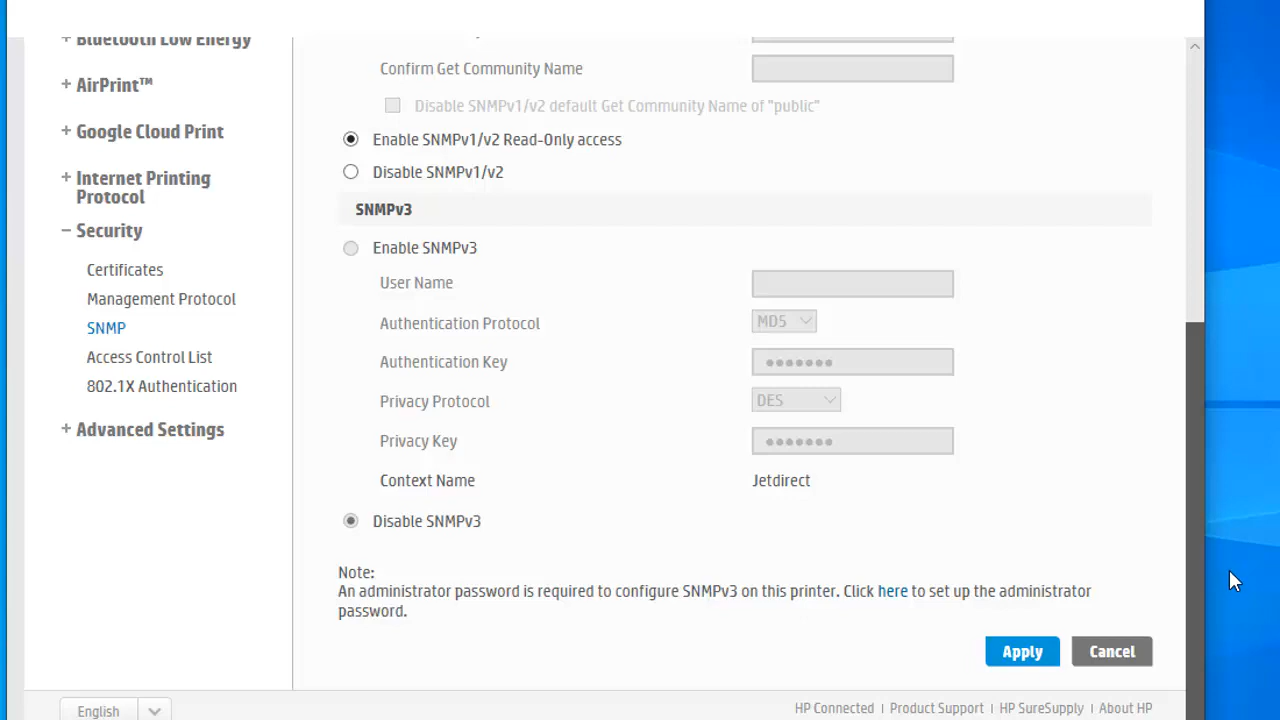 + Bluetooth Low Energy
+ AirPrint™
+ Google Cloud Print
+ Internet Printing
Protocol
− Security
Certificates
Management Protocol
SNMP
Access Control List
802.1X Authentication
+ Advanced Settings
Confirm Get Community Name
Disable SNMPv1/v2 default Get Community Name of "public"
Enable SNMPv1/v2 Read-Only access
Disable SNMPv1/v2
SNMPv3
Enable SNMPv3
User Name
Authentication Protocol MD5
Authentication Key •••••••
Privacy Protocol DES
Privacy Key •••••••
Context Name Jetdirect
Disable SNMPv3
Note:
An administrator password is required to configure SNMPv3 on this printer. Click here to set up the administrator
password.
Apply Cancel
English
HP Connected | Product Support | HP SureSupply | About HP